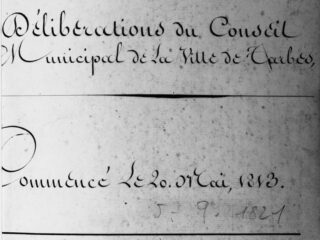 Délibérations du Conseil
Municipal de La Ville de Tarbes,
Commencé Le 20. Mai, 1813.
5 - 9. 1821